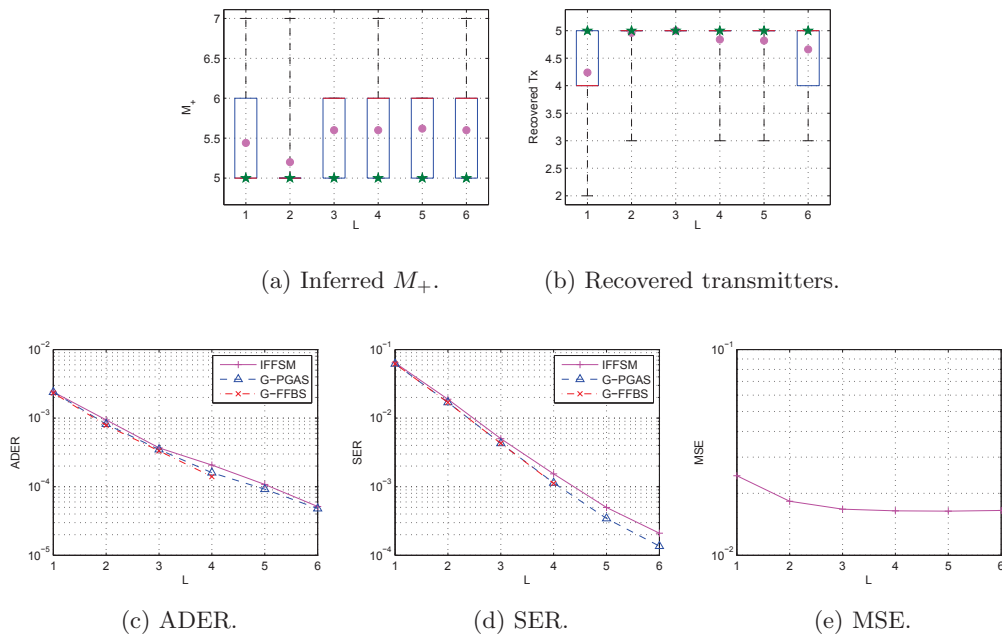 7
6.5
6
5.5
5
M+
1 2 3 4 5 6
L
5
4.5
4
3.5
3
2.5
2
Recovered Tx
1 2 3 4 5 6
L
(a) Inferred M+.
(b) Recovered transmitters.
10−2
10−3
10−4
10−5
ADER
1 2 3 4 5 6
L
IFFSM
G−PGAS
G−FFBS
10−1
10−2
10−3
10−4
SER
1 2 3 4 5 6
L
IFFSM
G−PGAS
G−FFBS
10−1
10−2
MSE
1 2 3 4 5 6
L
(c) ADER.
(d) SER.
(e) MSE.